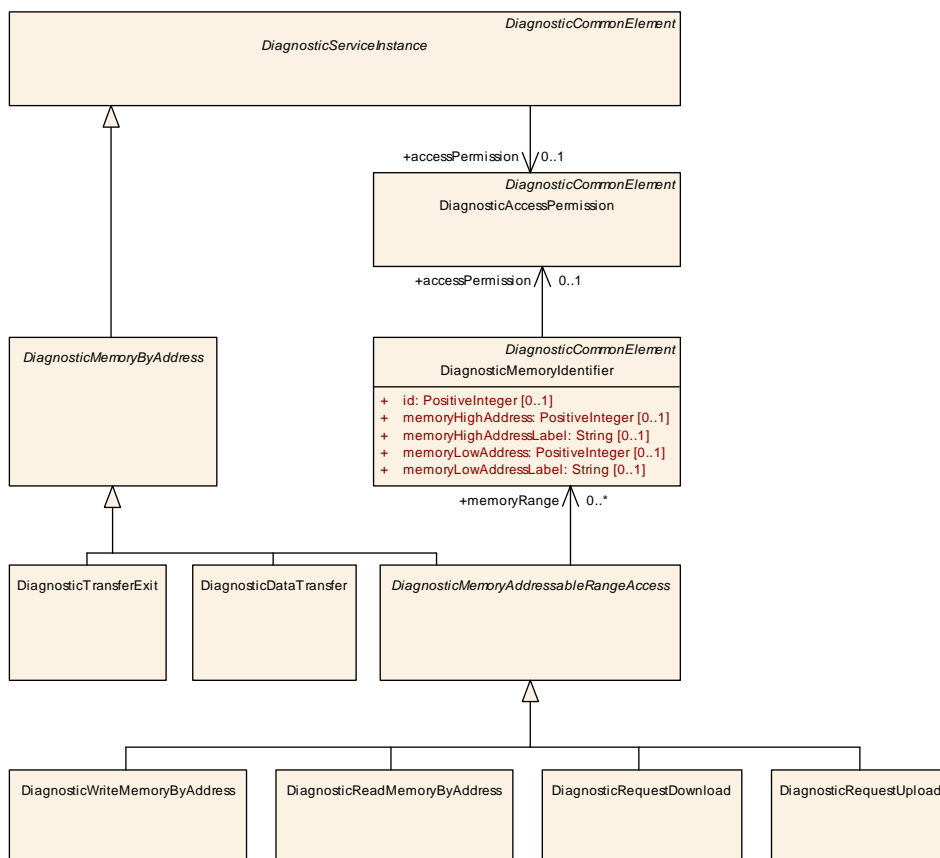 DiagnosticCommonElement
DiagnosticServiceInstance
+accessPermission 0..1
DiagnosticCommonElement
DiagnosticAccessPermission
+accessPermission 0..1
DiagnosticMemoryByAddress
DiagnosticCommonElement
DiagnosticMemoryIdentifier
+ id: PositiveInteger [0..1]
+ memoryHighAddress: PositiveInteger [0..1]
+ memoryHighAddressLabel: String [0..1]
+ memoryLowAddress: PositiveInteger [0..1]
+ memoryLowAddressLabel: String [0..1]
+memoryRange 0..*
DiagnosticTransferExit
DiagnosticDataTransfer
DiagnosticMemoryAddressableRangeAccess
DiagnosticWriteMemoryByAddress
DiagnosticReadMemoryByAddress
DiagnosticRequestDownload
DiagnosticRequestUpload